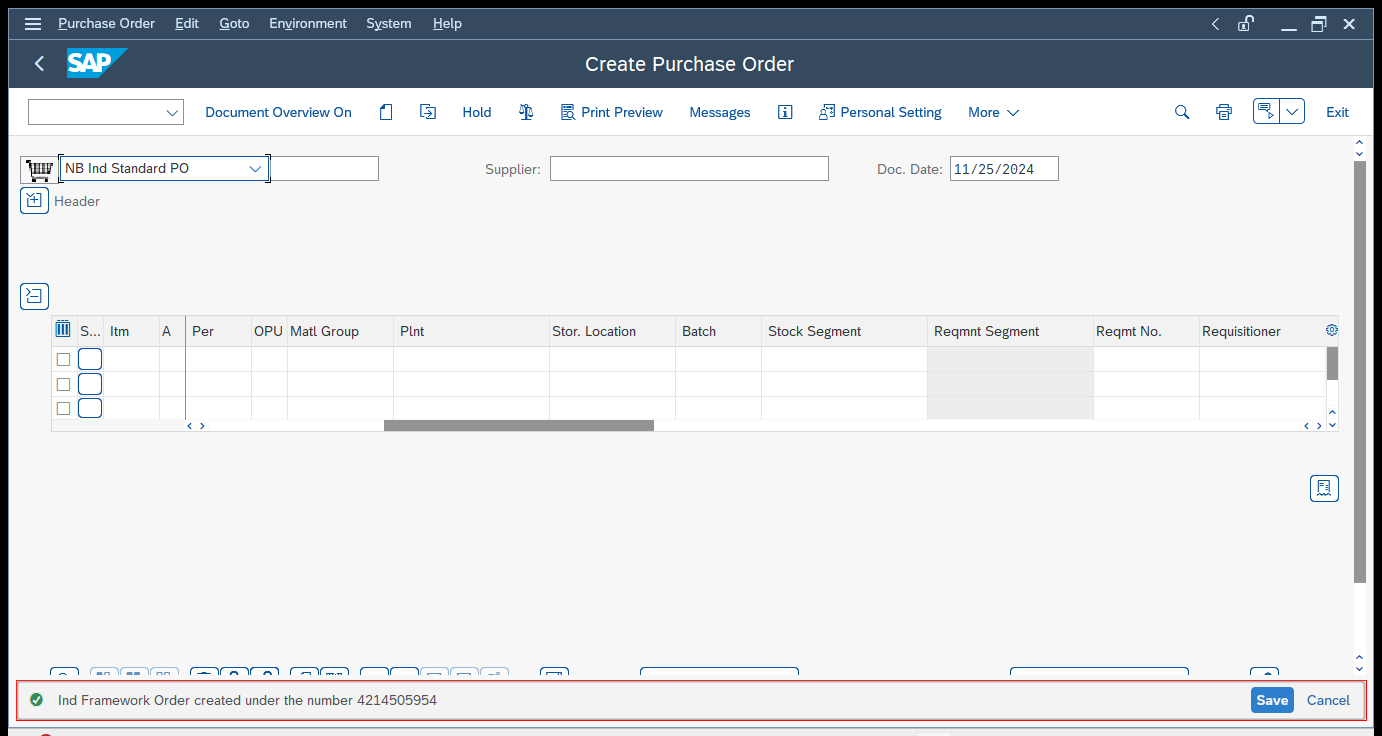 Purchase Order Edit Goto Environment System Help
SAP Create Purchase Order
Document Overview On Hold Print Preview Messages Personal Setting More Exit
NB Ind Standard PO Supplier: Doc. Date: 11/25/2024
Header
S... Itm A Per OPU Matl Group Plnt Stor. Location Batch Stock Segment Reqmnt Segment Reqmt No. Requisitioner
Ind Framework Order created under the number 4214505954 Save Cancel